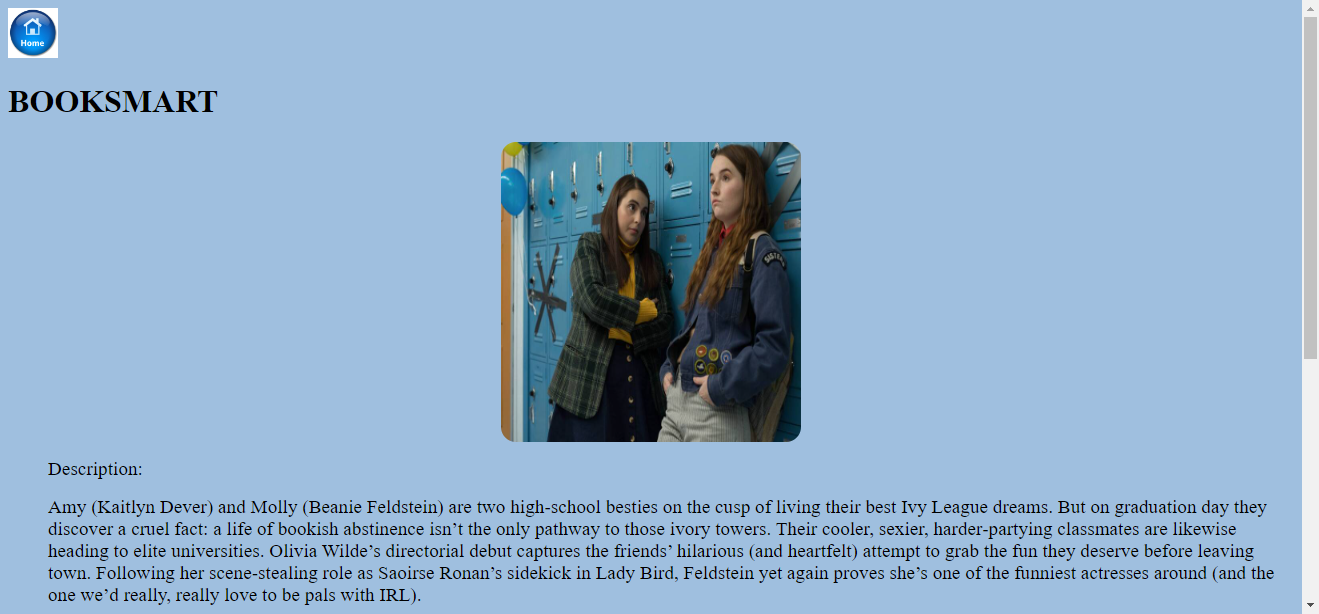 Home
BOOKSMART
SISTER
Description:
Amy (Kaitlyn Dever) and Molly (Beanie Feldstein) are two high-school besties on the cusp of living their best Ivy League dreams. But on graduation day they
discover a cruel fact: a life of bookish abstinence isn’t the only pathway to those ivory towers. Their cooler, sexier, harder-partying classmates are likewise
heading to elite universities. Olivia Wilde’s directorial debut captures the friends’ hilarious (and heartfelt) attempt to grab the fun they deserve before leaving
town. Following her scene-stealing role as Saoirse Ronan’s sidekick in Lady Bird, Feldstein yet again proves she’s one of the funniest actresses around (and the
one we’d really, really love to be pals with IRL).